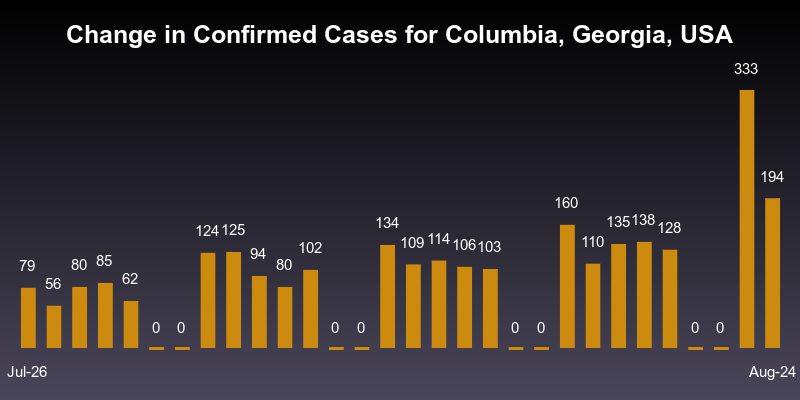 Change in Confirmed Cases for Columbia, Georgia, USA
79 56 80 85 62 0 0 124 125 94 80 102 0 0 134 109 114 106 103 0 0 160 110 135 138 128 0 0 333 194
Jul-26 Aug-24